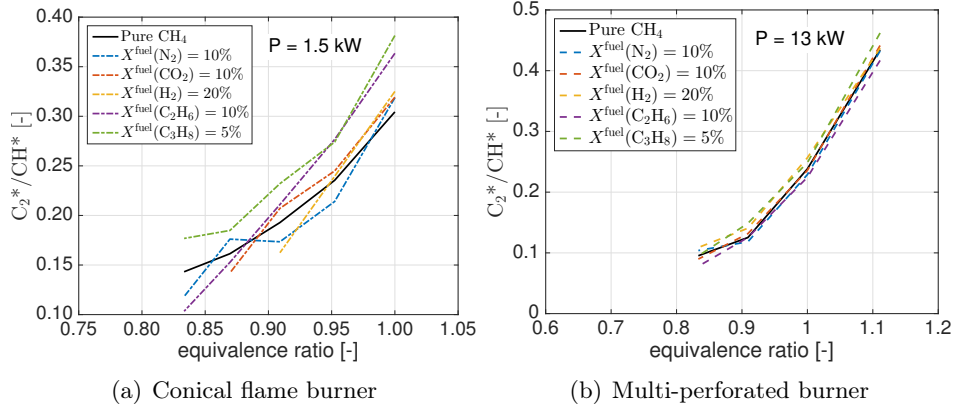 0.40
0.35
0.30
0.25
0.20
0.15
0.10
C₂*/CH* [-]
Pure CH₄
Xᶠᵘᵉˡ(N₂) = 10%
Xᶠᵘᵉˡ(CO₂) = 10%
Xᶠᵘᵉˡ(H₂) = 20%
Xᶠᵘᵉˡ(C₂H₆) = 10%
Xᶠᵘᵉˡ(C₃H₈) = 5%
P = 1.5 kW
0.75 0.80 0.85 0.90 0.95 1.00 1.05
equivalence ratio [-]
(a) Conical flame burner
0.5
0.4
0.3
0.2
0.1
0
C₂*/CH* [-]
Pure CH₄
Xᶠᵘᵉˡ(N₂) = 10%
Xᶠᵘᵉˡ(CO₂) = 10%
Xᶠᵘᵉˡ(H₂) = 20%
Xᶠᵘᵉˡ(C₂H₆) = 10%
Xᶠᵘᵉˡ(C₃H₈) = 5%
P = 13 kW
0.6 0.7 0.8 0.9 1 1.1 1.2
equivalence ratio [-]
(b) Multi-perforated burner